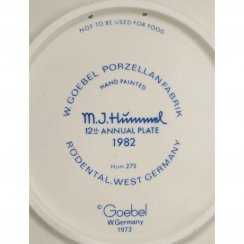 NOT TO BE USED FOR FOOD
W. GOEBEL PORZELLANFABRIK
HAND PAINTED
M.J. Hummel
12th ANNUAL PLATE
1982
Hum 275
RODENTAL, WEST GERMANY
© Goebel
W.Germany
1973